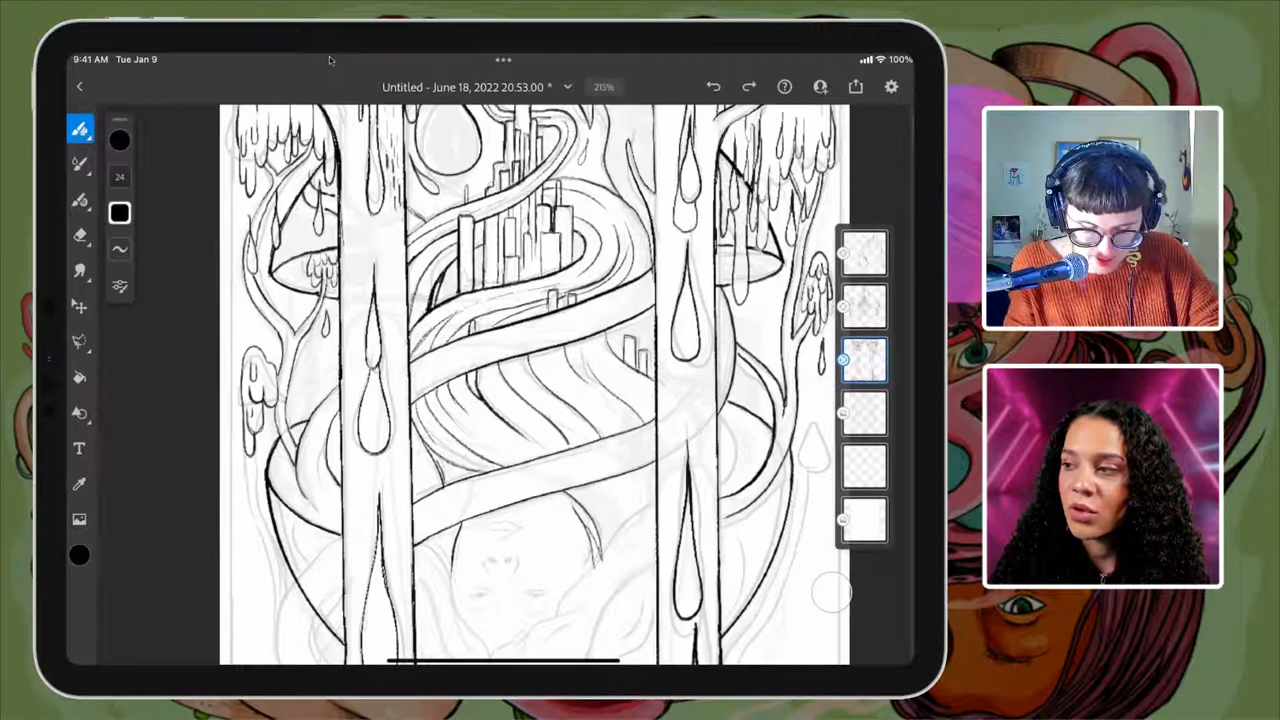 9:41 AM Tue Jan 9
100%
Untitled - June 18, 2022 20.53.00 *
215%
24
T